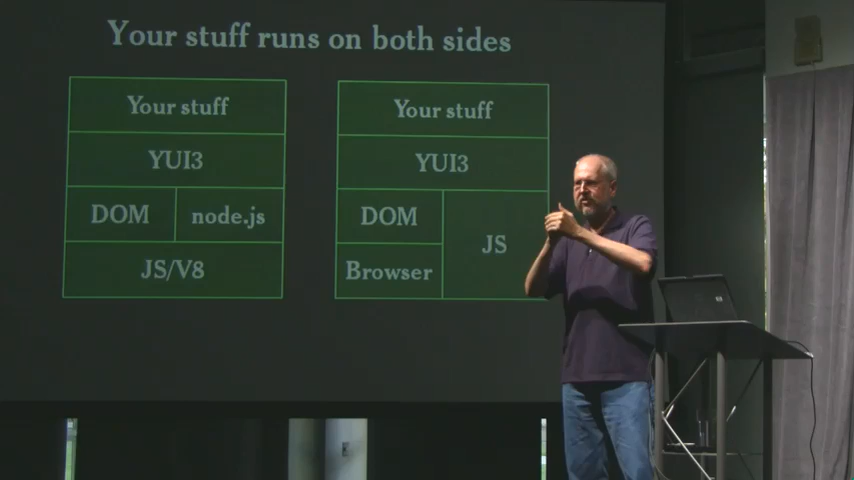 Your stuff runs on both sides
Your stuff
YUI3
DOM
node.js
JS/V8
Your stuff
YUI3
DOM
JS
Browser